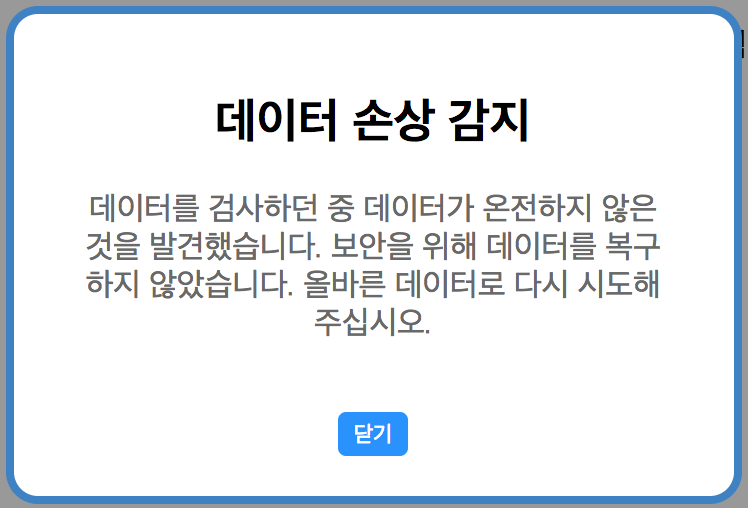 데이터 손상 감지
데이터를 검사하던 중 데이터가 온전하지 않은
것을 발견했습니다. 보안을 위해 데이터를 복구
하지 않았습니다. 올바른 데이터로 다시 시도해
주십시오.
닫기